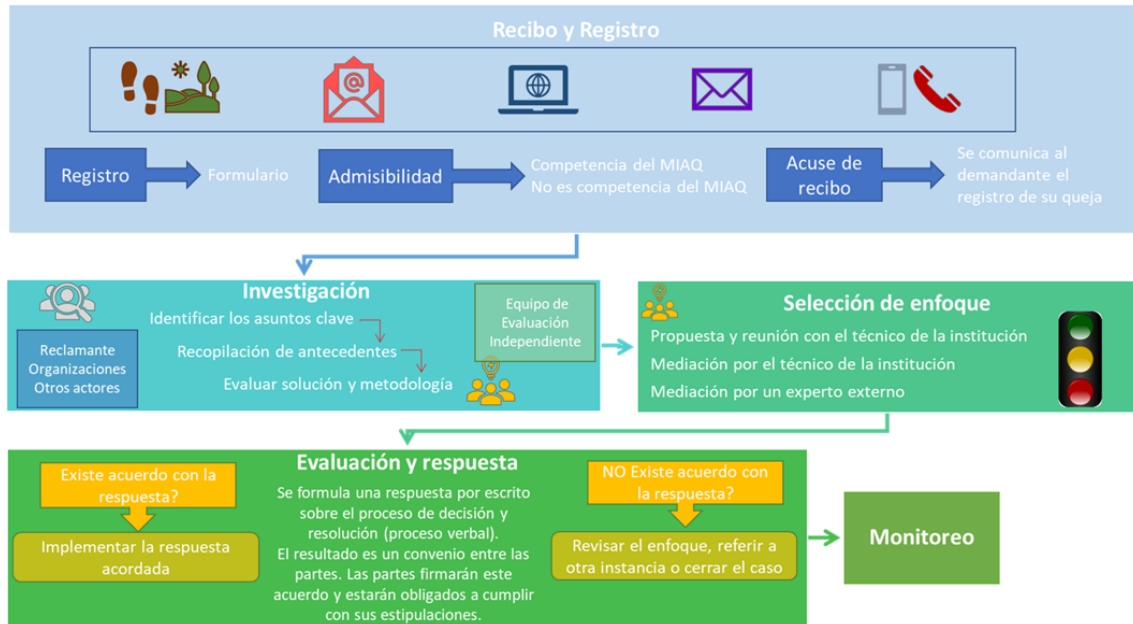 Recibo y Registro
@
Registro
Formulario
Admisibilidad
Competencia del MIAQ
No es competencia del MIAQ
Acuse de
recibo
Se comunica al
demandante el
registro de su queja
Investigación
Identificar los asuntos clave
Recopilación de antecedentes
Evaluar solución y metodología
Reclamante
Organizaciones
Otros actores
Equipo de
Evaluación
Independiente
Selección de enfoque
Propuesta y reunión con el técnico de la institución
Mediación por el técnico de la institución
Mediación por un experto externo
Evaluación y respuesta
Existe acuerdo con la
respuesta?
Implementar la respuesta
acordada
Se formula una respuesta por escrito
sobre el proceso de decisión y
resolución (proceso verbal).
El resultado es un convenio entre las
partes. Las partes firmarán este
acuerdo y estarán obligados a cumplir
con sus estipulaciones.
NO Existe acuerdo con
la respuesta?
Revisar el enfoque, referir a
otra instancia o cerrar el caso
Monitoreo